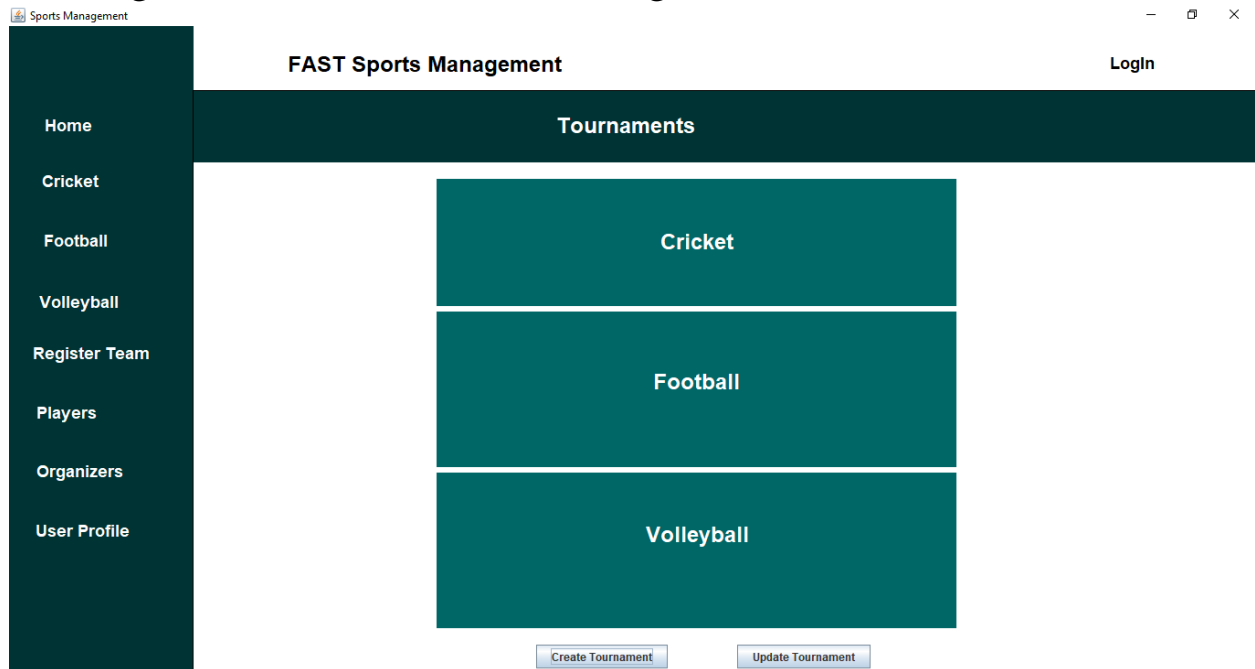 Sports Management
FAST Sports Management
LogIn
Home
Tournaments
Cricket
Football
Volleyball
Register Team
Players
Organizers
User Profile
Cricket
Football
Volleyball
Create Tournament
Update Tournament